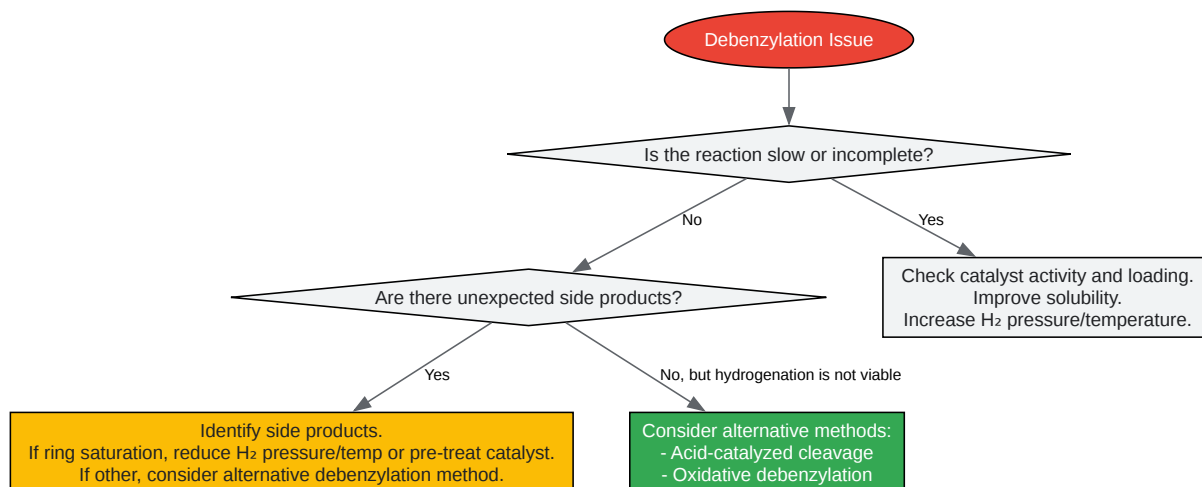 Debenzylation Issue
Is the reaction slow or incomplete?
No
Yes
Are there unexpected side products?
Check catalyst activity and loading.
Improve solubility.
Increase H₂ pressure/temperature.
Yes
No, but hydrogenation is not viable
Identify side products.
If ring saturation, reduce H₂ pressure/temp or pre-treat catalyst.
If other, consider alternative debenzylation method.
Consider alternative methods:
- Acid-catalyzed cleavage
- Oxidative debenzylation